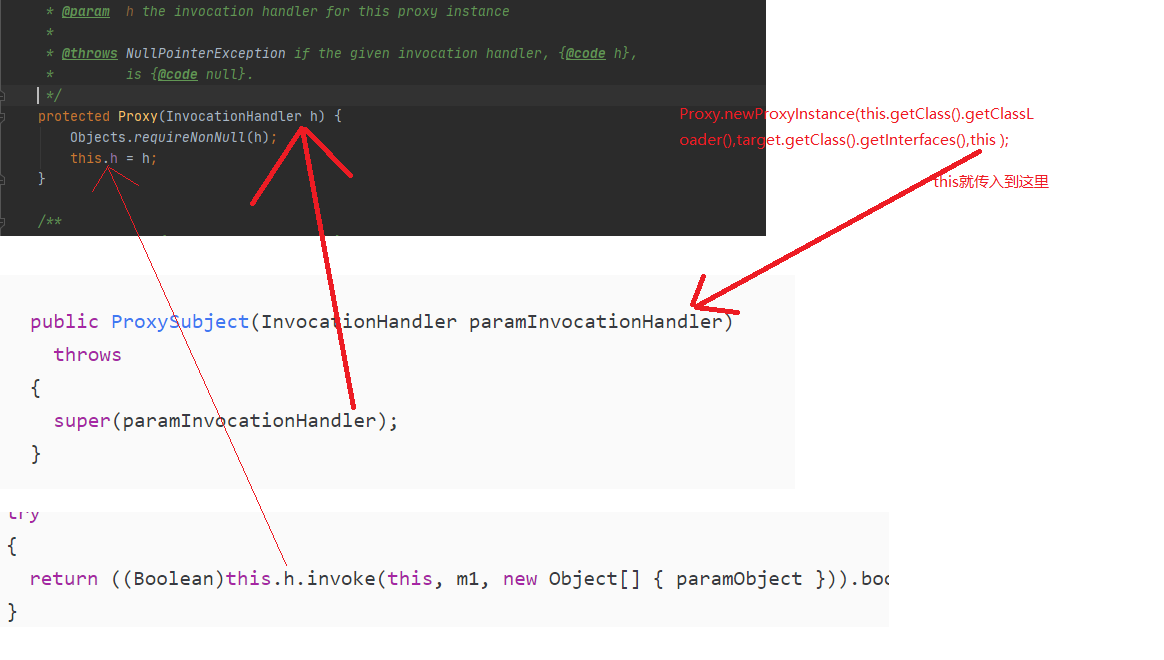 * @param h the invocation handler for this proxy instance
*
* @throws NullPointerException if the given invocation handler, {@code h},
* is {@code null}.
*/
protected Proxy(InvocationHandler h) {
Objects.requireNonNull(h);
this.h = h;
}
/**
Proxy.newProxyInstance(this.getClass().getClassL
oader(),target.getClass().getInterfaces(),this );
this就传入到这里
public ProxySubject(InvocationHandler paramInvocationHandler)
throws
{
super(paramInvocationHandler);
}
try
{
return ((Boolean)this.h.invoke(this, m1, new Object[] { paramObject })).boo
}